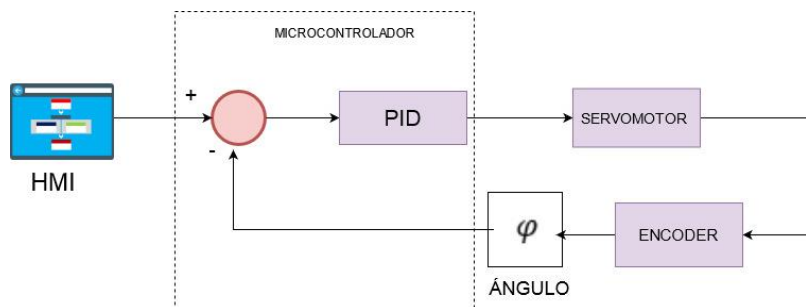 MICROCONTROLADOR
+
-
PID
SERVOMOTOR
HMI
φ
ENCODER
ÁNGULO